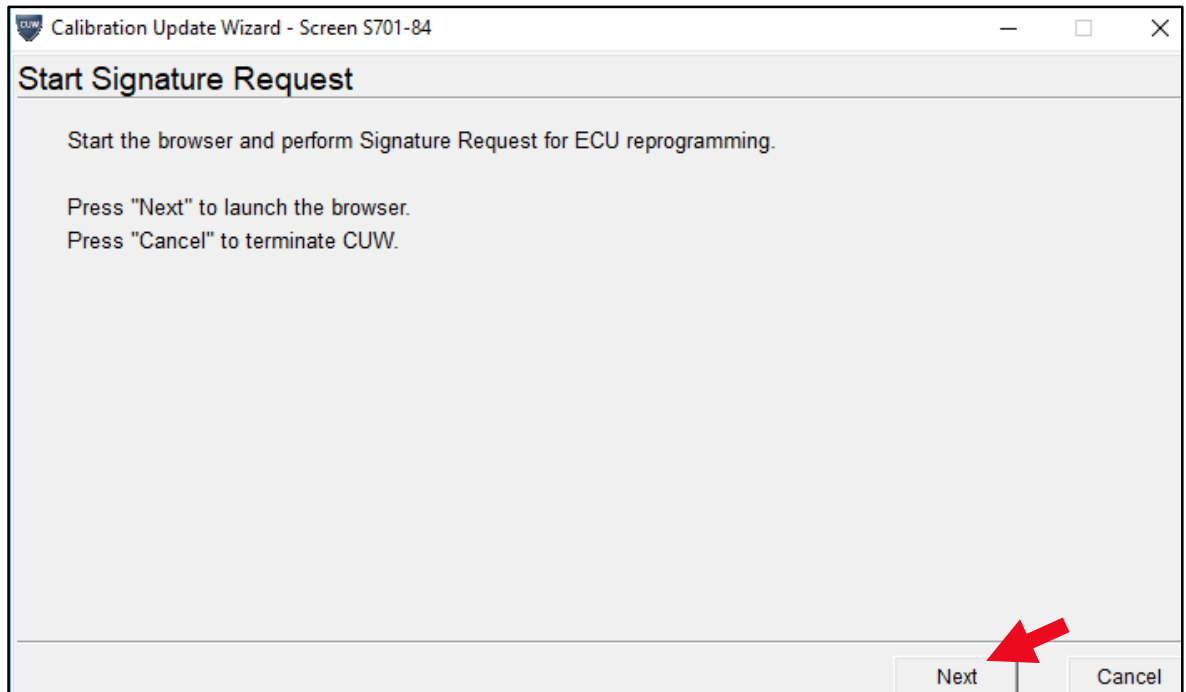 CUW Calibration Update Wizard - Screen S701-84
Start Signature Request
Start the browser and perform Signature Request for ECU reprogramming.
Press "Next" to launch the browser.
Press "Cancel" to terminate CUW.
Next Cancel